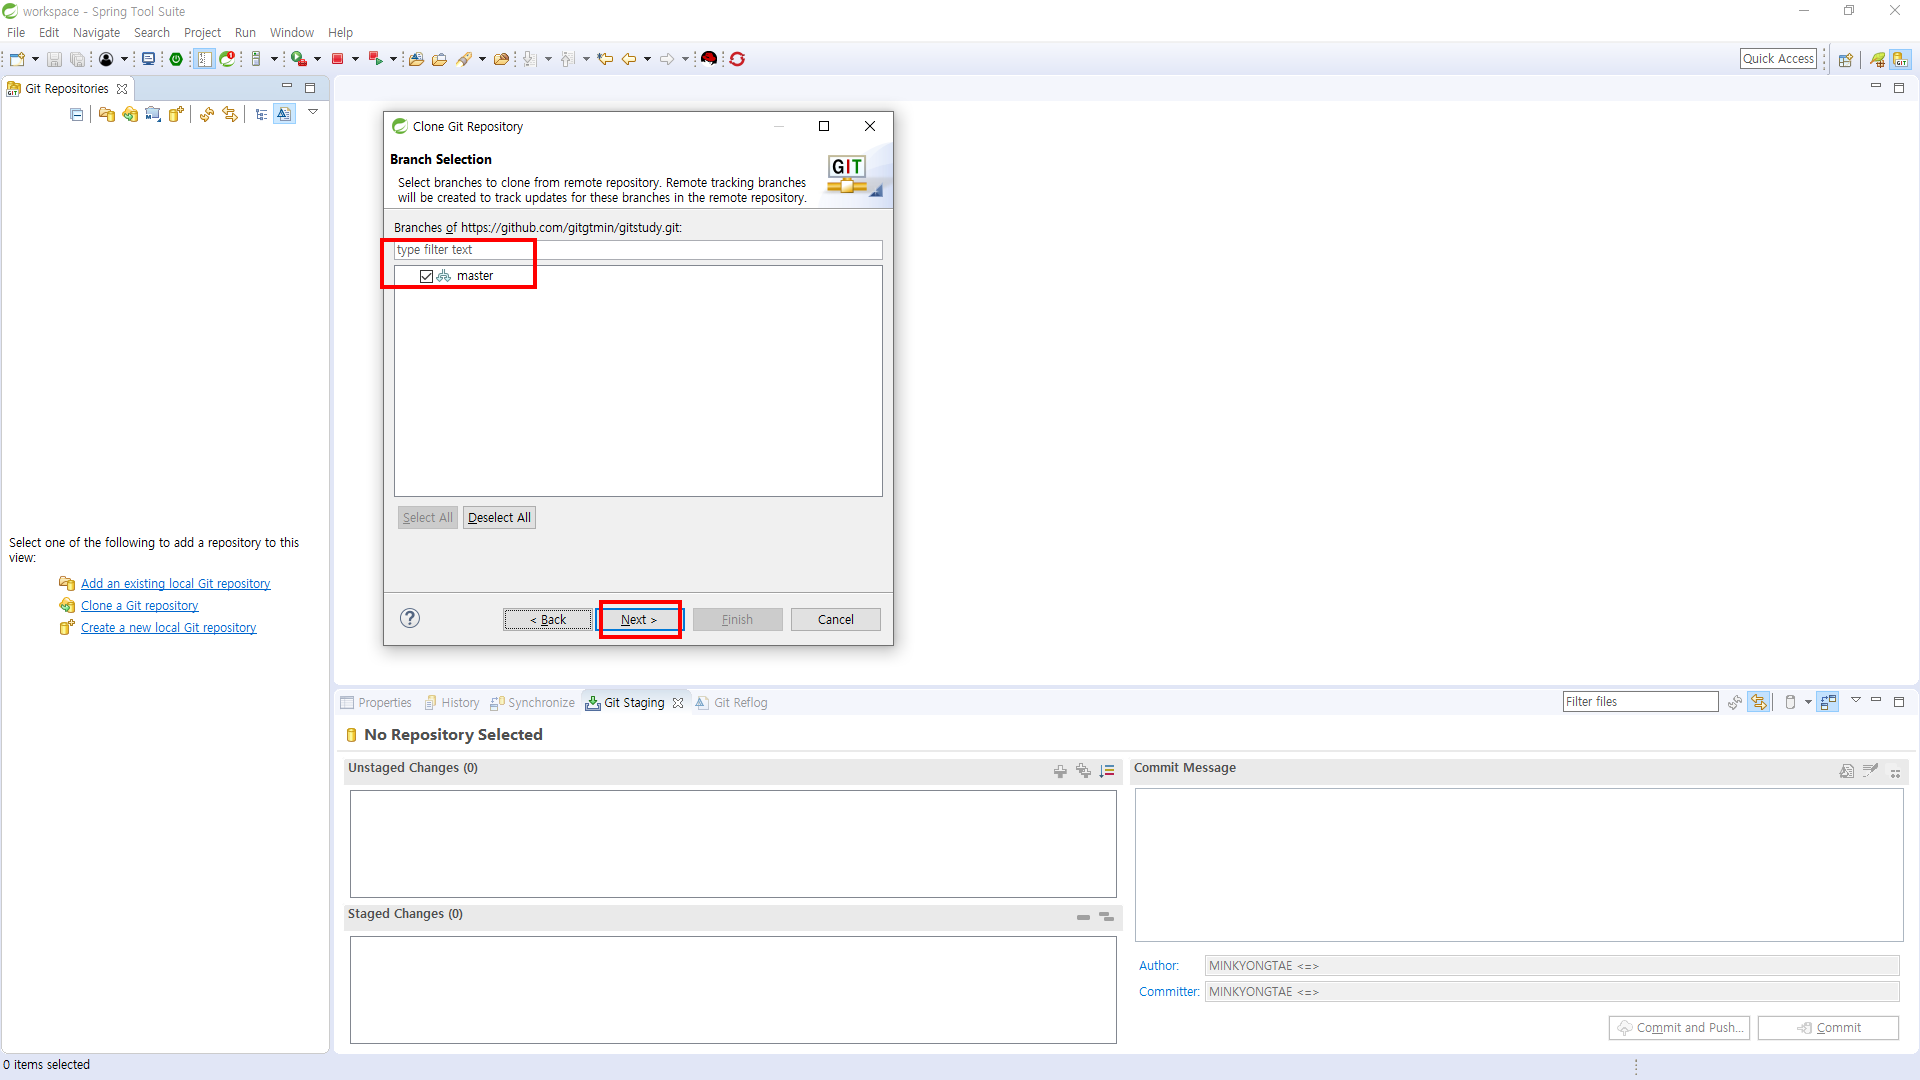 workspace - Spring Tool Suite
File Edit Navigate Search Project Run Window Help
Quick Access
Git Repositories
Select one of the following to add a repository to this
view:
Add an existing local Git repository
Clone a Git repository
Create a new local Git repository
Clone Git Repository
Branch Selection
Select branches to clone from remote repository. Remote tracking branches
will be created to track updates for these branches in the remote repository.
GIT
Branches of https://github.com/gitgtmin/gitstudy.git:
type filter text
master
Select All Deselect All
< Back Next > Finish Cancel
Properties History Synchronize Git Staging Git Reflog
Filter files
No Repository Selected
Unstaged Changes (0)
Staged Changes (0)
Commit Message
Author: MINKYONGTAE <=>
Committer: MINKYONGTAE <=>
Commit and Push... Commit
0 items selected